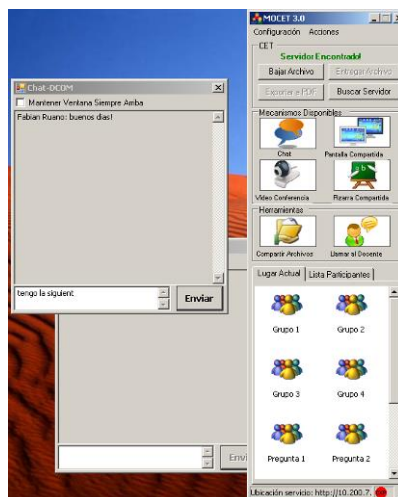 MOCET 3.0
Configuración Acciones
CET
Servidor Encontrado!
Bajar Archivo
Entregar Archivo
Exportar a PDF
Buscar Servidor
Mecanismos Disponibles
Chat
Pantalla Compartida
Video Conferencia
Pizarra Compartida
Herramientas
Compartir Archivos
Llamar al Docente
Lugar Actual
Lista Participantes
Grupo 1
Grupo 2
Grupo 3
Grupo 4
Pregunta 1
Pregunta 2
Ubicación servicio: http://10.200.7.
Chat-DCOM
Mantener Ventana Siempre Arriba
Fabian Ruano: buenos dias!
tengo la siguient
Enviar
Envi